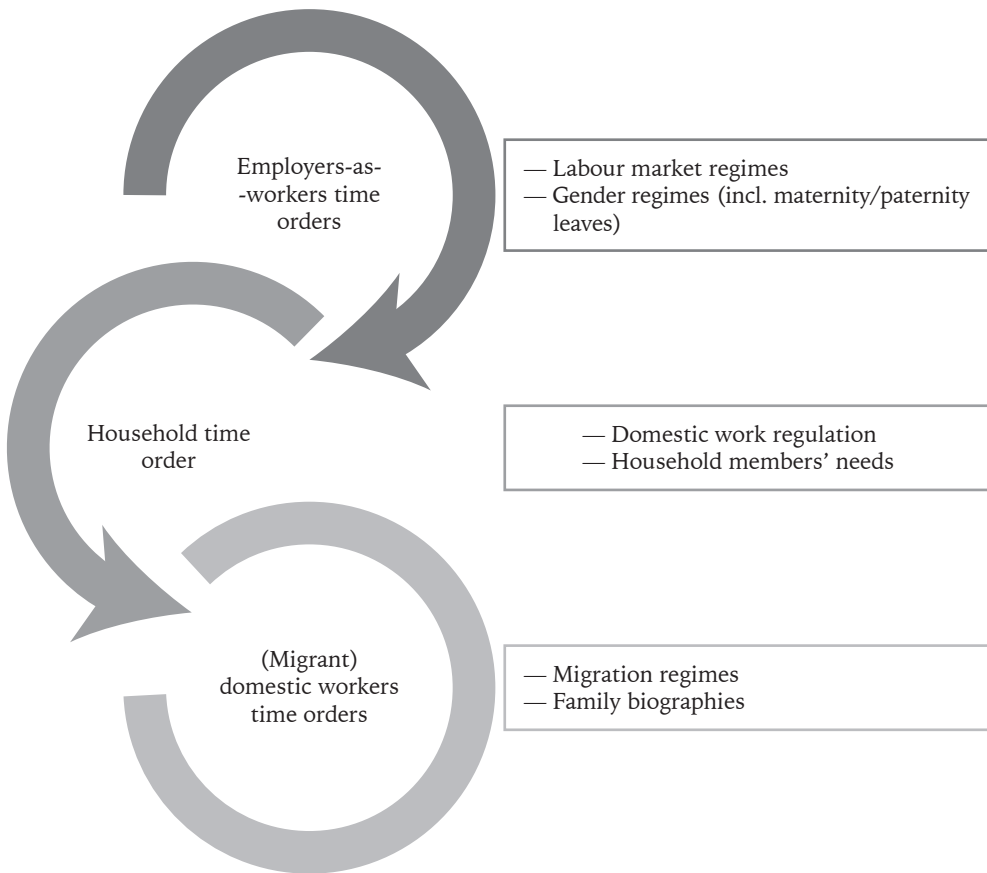 Employers-as-
-workers time
orders
— Labour market regimes
— Gender regimes (incl. maternity/paternity
leaves)
Household time
order
— Domestic work regulation
— Household members’ needs
(Migrant)
domestic workers
time orders
— Migration regimes
— Family biographies